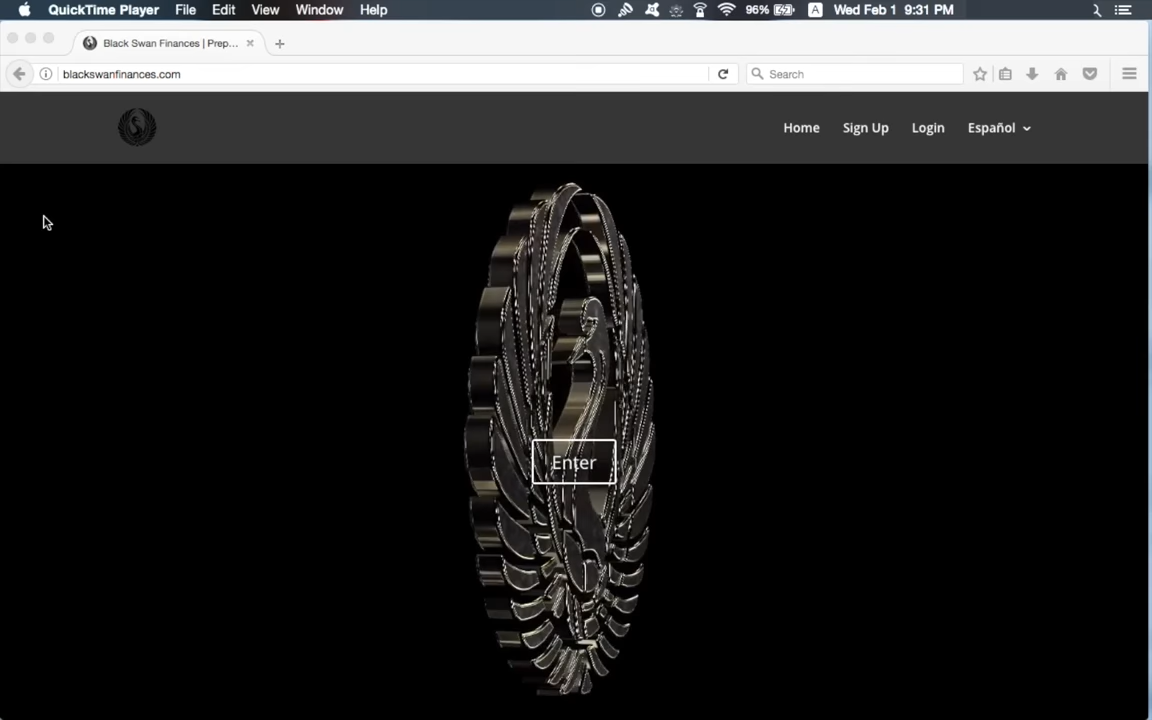 QuickTime Player File Edit View Window Help 96% A Wed Feb 1 9:31 PM
Black Swan Finances | Prep...
blackswanfinances.com Search
Home Sign Up Login Español
Enter